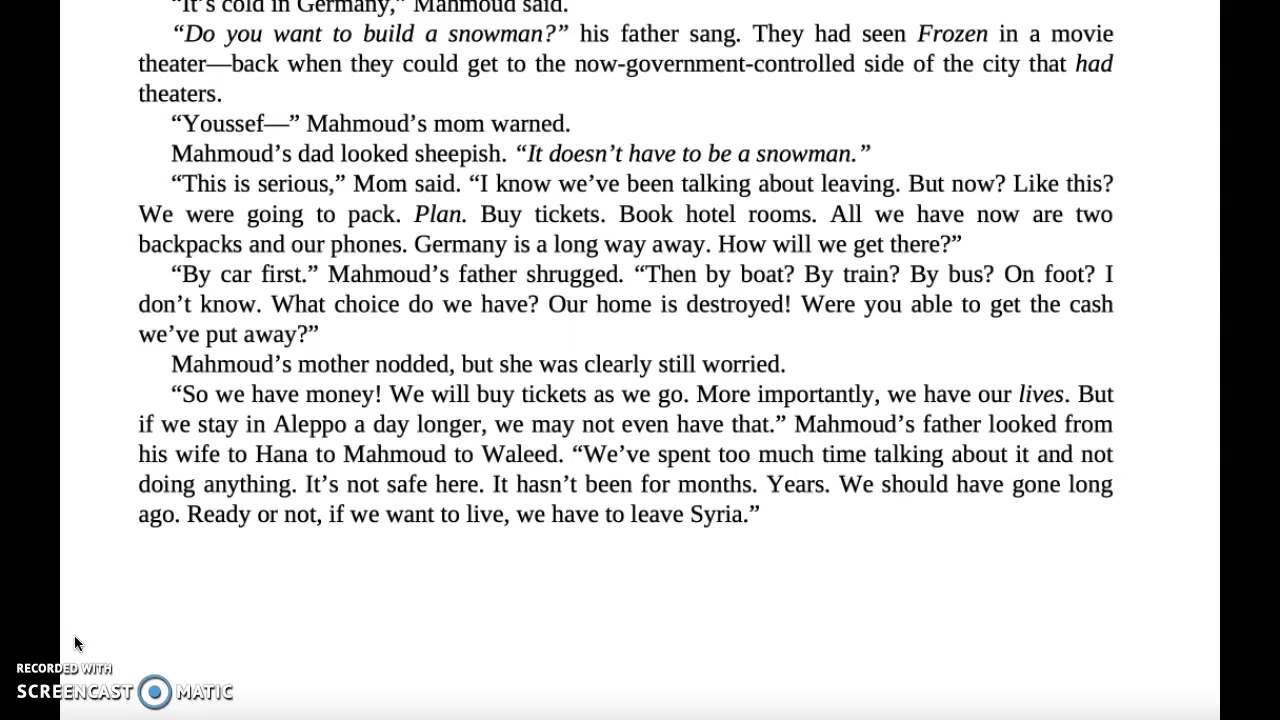 “It’s cold in Germany,” Mahmoud said.
“Do you want to build a snowman?” his father sang. They had seen Frozen in a movie
theater—back when they could get to the now-government-controlled side of the city that had
theaters.
“Youssef—” Mahmoud’s mom warned.
Mahmoud’s dad looked sheepish. “It doesn’t have to be a snowman.”
“This is serious,” Mom said. “I know we’ve been talking about leaving. But now? Like this?
We were going to pack. Plan. Buy tickets. Book hotel rooms. All we have now are two
backpacks and our phones. Germany is a long way away. How will we get there?”
“By car first.” Mahmoud’s father shrugged. “Then by boat? By train? By bus? On foot? I
don’t know. What choice do we have? Our home is destroyed! Were you able to get the cash
we’ve put away?”
Mahmoud’s mother nodded, but she was clearly still worried.
“So we have money! We will buy tickets as we go. More importantly, we have our lives. But
if we stay in Aleppo a day longer, we may not even have that.” Mahmoud’s father looked from
his wife to Hana to Mahmoud to Waleed. “We’ve spent too much time talking about it and not
doing anything. It’s not safe here. It hasn’t been for months. Years. We should have gone long
ago. Ready or not, if we want to live, we have to leave Syria.”
RECORDED WITH
SCREENCAST MATIC